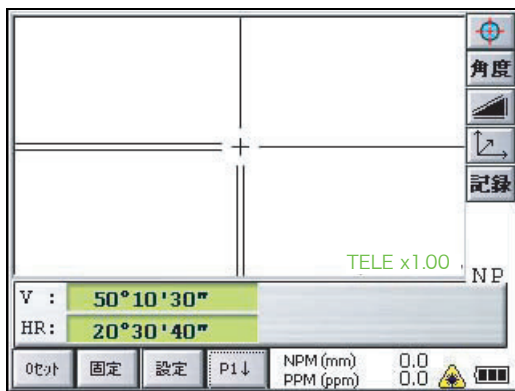 角度
記録
TELE x1.00
NP
V : 50°10'30"
HR: 20°30'40"
0セット 固定 設定 P1↓ NPM (mm) 0.0
PPM (ppm) 0.0